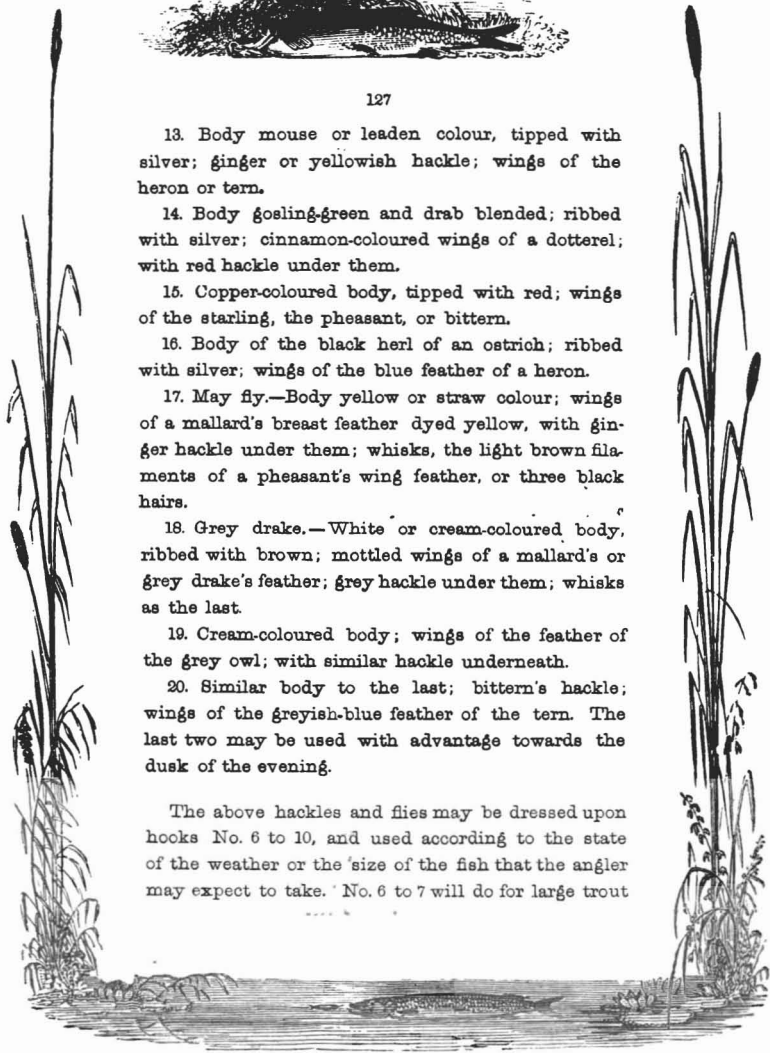 127
13. Body mouse or leaden colour, tipped with
silver; ginger or yellowish hackle; wings of the
heron or tern.
14. Body gosling-green and drab blended; ribbed
with silver; cinnamon-coloured wings of a dotterel;
with red hackle under them.
15. Copper-coloured body, tipped with red; wings
of the starling, the pheasant, or bittern.
16. Body of the black herl of an ostrich; ribbed
with silver; wings of the blue feather of a heron.
17. May fly.—Body yellow or straw colour; wings
of a mallard's breast feather dyed yellow, with gin-
ger hackle under them; whisks, the light brown fila-
ments of a pheasant's wing feather, or three black
hairs.
18. Grey drake.—White or cream-coloured body,
ribbed with brown; mottled wings of a mallard's or
grey drake's feather; grey hackle under them; whisks
as the last.
19. Cream-coloured body; wings of the feather of
the grey owl; with similar hackle underneath.
20. Similar body to the last; bittern's hackle;
wings of the greyish-blue feather of the tern. The
last two may be used with advantage towards the
dusk of the evening.
The above hackles and flies may be dressed upon
hooks No. 6 to 10, and used according to the state
of the weather or the size of the fish that the angler
may expect to take. No. 6 to 7 will do for large trout